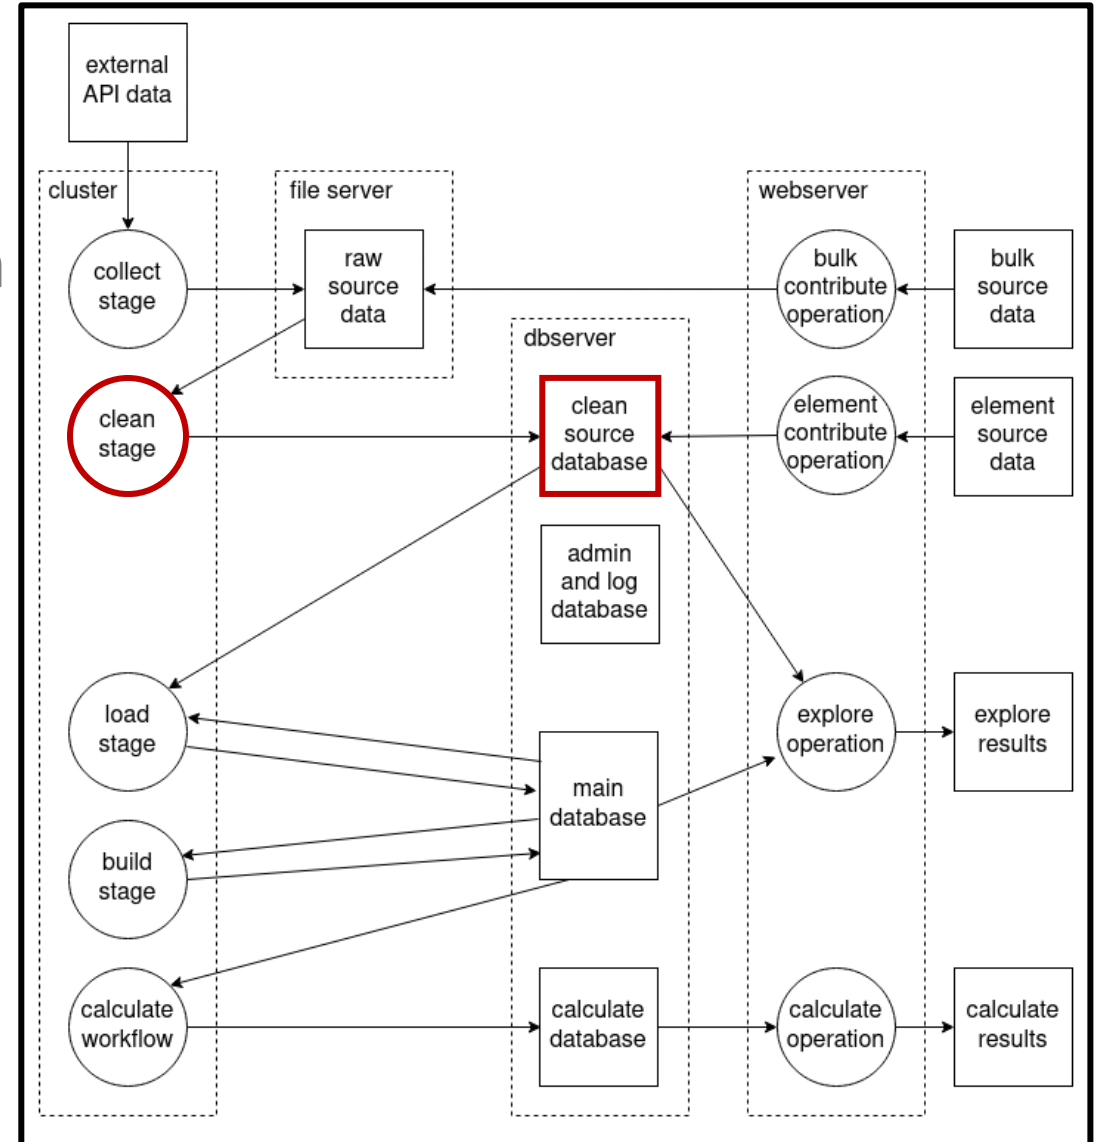 external
API data
cluster
file server
webserver
collect
stage
raw
source
data
bulk
contribute
operation
bulk
source
data
dbserver
clean
stage
clean
source
database
element
contribute
operation
element
source
data
admin
and log
database
load
stage
explore
operation
explore
results
main
database
build
stage
calculate
workflow
calculate
database
calculate
operation
calculate
results